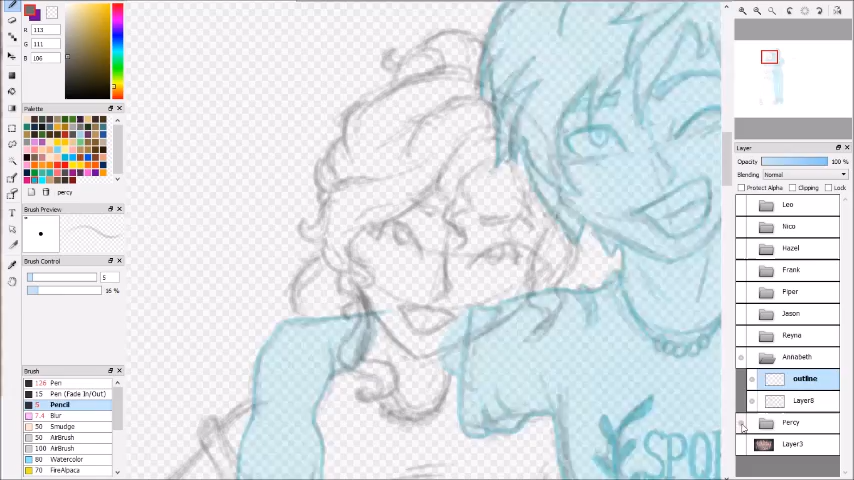 R 113
G 111
B 106
Palette
percy
Brush Preview
Brush Control
5
16 %
Brush
126 Pen
15 Pen (Fade In/Out)
5 Pencil
7.4 Blur
50 Smudge
50 AirBrush
100 AirBrush
80 Watercolor
70 FireAlpaca
SPO
Layer
Opacity 100 %
Blending Normal
Protect Alpha Clipping Lock
Leo
Nico
Hazel
Frank
Piper
Jason
Reyna
Annabeth
outline
Layer8
Percy
Layer3